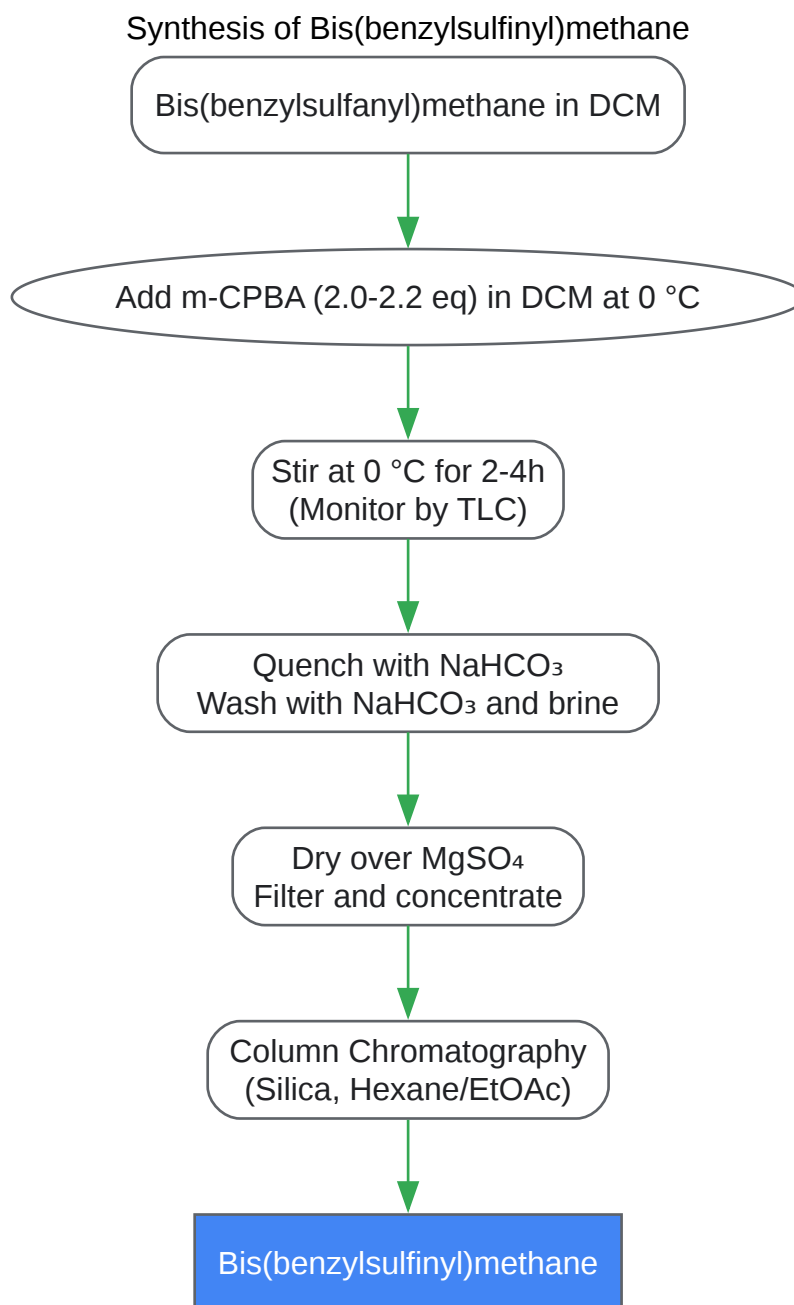 Synthesis of Bis(benzylsulfinyl)methane
Bis(benzylsulfanyl)methane in DCM
Add m-CPBA (2.0-2.2 eq) in DCM at 0 °C
Stir at 0 °C for 2-4h
(Monitor by TLC)
Quench with NaHCO₃
Wash with NaHCO₃ and brine
Dry over MgSO₄
Filter and concentrate
Column Chromatography
(Silica, Hexane/EtOAc)
Bis(benzylsulfinyl)methane